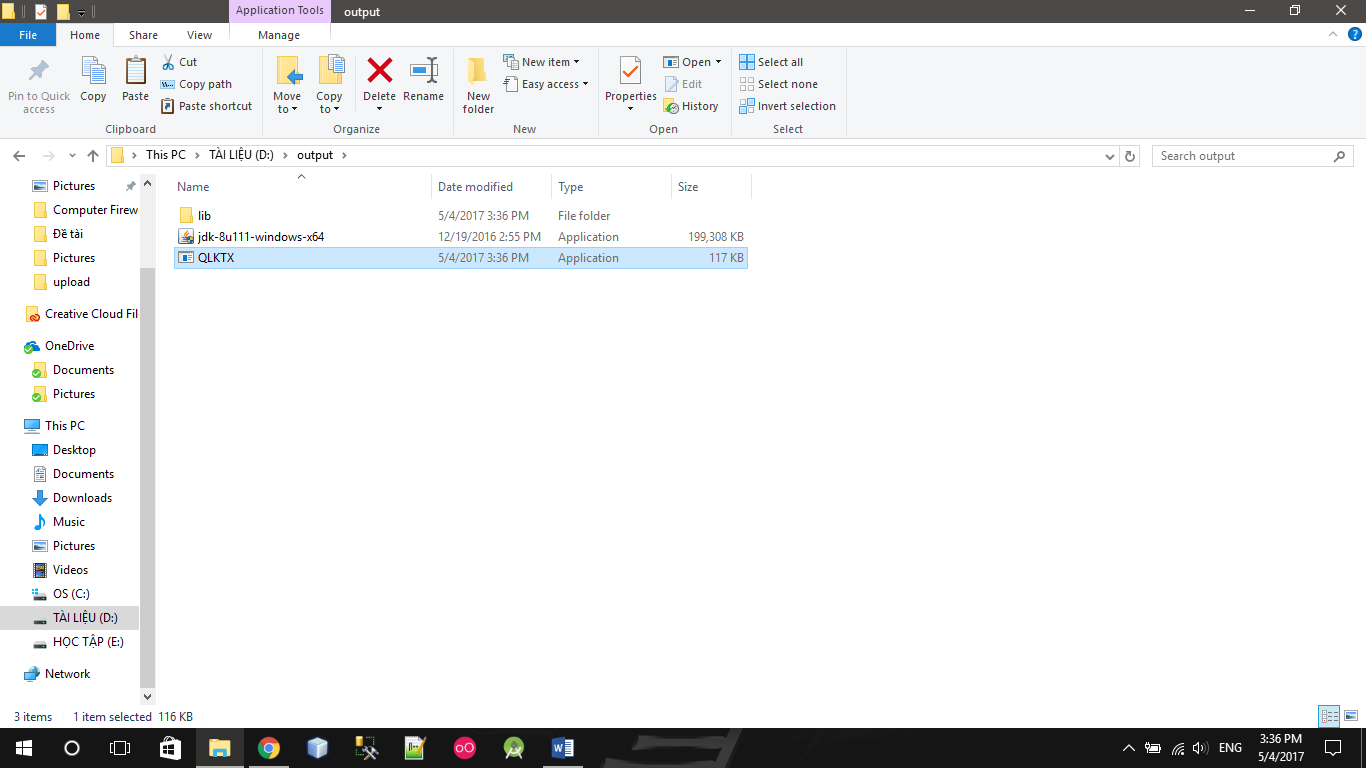 Application Tools
output
File
Home
Share
View
Manage
Pin to Quick
access
Copy
Paste
Cut
Copy path
Paste shortcut
Clipboard
Move
to
Copy
to
Delete
Rename
Organize
New
folder
New item
Easy access
New
Properties
Open
Edit
History
Open
Select all
Select none
Invert selection
Select
This PC
TÀI LIỆU (D:)
output
Search output
Pictures
Computer Firew
Đề tài
Pictures
upload
Creative Cloud Fil
OneDrive
Documents
Pictures
This PC
Desktop
Documents
Downloads
Music
Pictures
Videos
OS (C:)
TÀI LIỆU (D:)
HỌC TẬP (E:)
Network
Name Date modified Type Size
lib 5/4/2017 3:36 PM File folder
jdk-8u111-windows-x64 12/19/2016 2:55 PM Application 199,308 KB
QLKTX 5/4/2017 3:36 PM Application 117 KB
3 items 1 item selected 116 KB
ENG
3:36 PM
5/4/2017